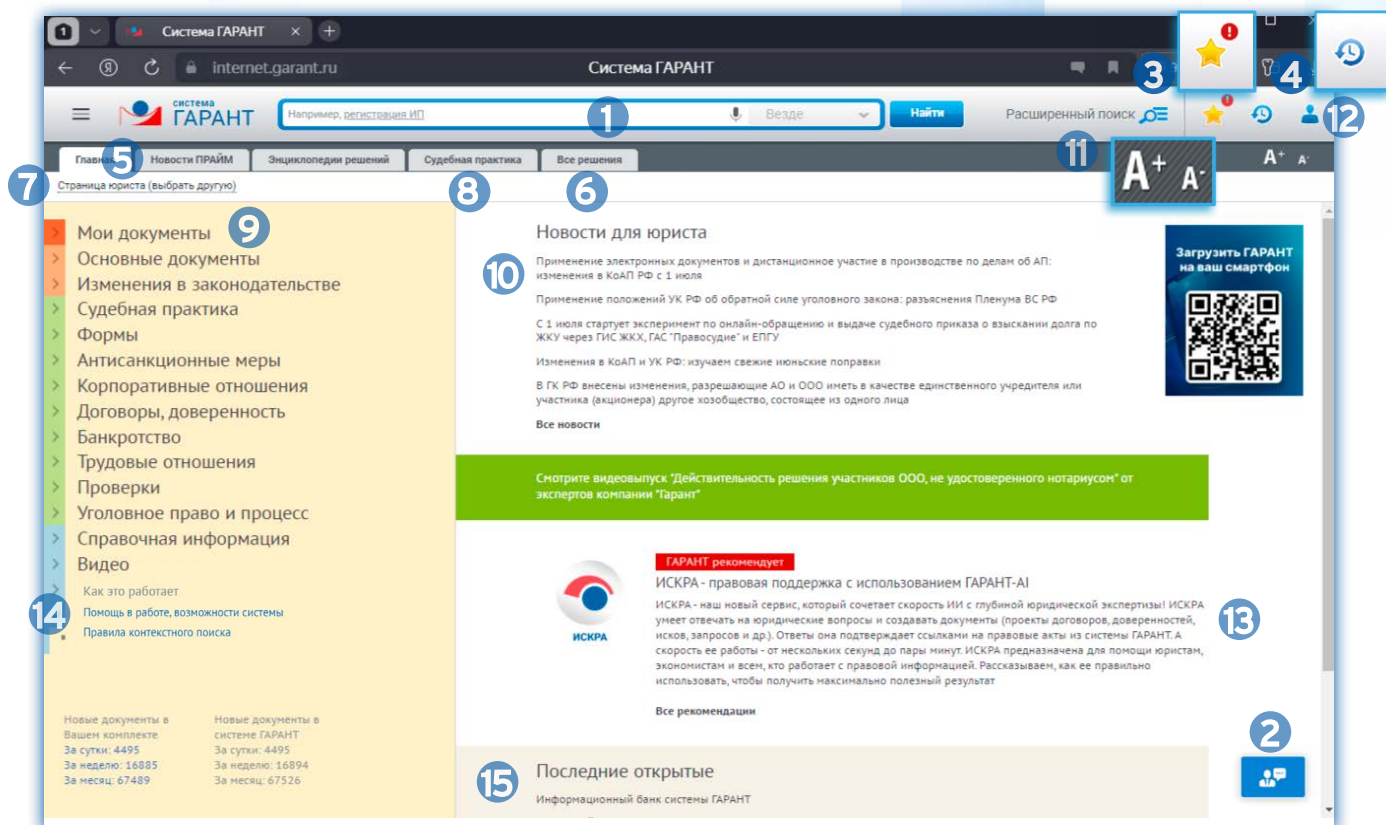 1
Система ГАРАНТ
internet.garant.ru
Система ГАРАНТ
3
4
система
ГАРАНТ
Например, регистрация ИП
1
Везде
Найти
Расширенный поиск
12
Главная
5
Новости ПРАЙМ
Энциклопедии решений
Судебная практика
Все решения
11
A+ A-
A+ A-
7
Страница юриста (выбрать другую)
8
6
Мои документы
9
Основные документы
Изменения в законодательстве
Судебная практика
Формы
Антисанкционные меры
Корпоративные отношения
Договоры, доверенность
Банкротство
Трудовые отношения
Проверки
Уголовное право и процесс
Справочная информация
Видео
Как это работает
14
Помощь в работе, возможности системы
Правила контекстного поиска
Новые документы в
Вашем комплекте
За сутки: 4495
За неделю: 16885
За месяц: 67489
Новые документы в
системе ГАРАНТ
За сутки: 4495
За неделю: 16894
За месяц: 67526
Новости для юриста
10
Применение электронных документов и дистанционное участие в производстве по делам об АП:
изменения в КоАП РФ с 1 июля
Применение положений УК РФ об обратной силе уголовного закона: разъяснения Пленума ВС РФ
С 1 июля стартует эксперимент по онлайн-обращению и выдаче судебного приказа о взыскании долга по
ЖКУ через ГИС ЖКХ, ГАС "Правосудие" и ЕПГУ
Изменения в КоАП и УК РФ: изучаем свежие июньские поправки
В ГК РФ внесены изменения, разрешающие АО и ООО иметь в качестве единственного учредителя или
участника (акционера) другое хозобщество, состоящее из одного лица
Все новости
Загрузить ГАРАНТ
на ваш смартфон
Смотрите видеовыпуск "Действительность решения участников ООО, не удостоверенного нотариусом" от
экспертов компании "Гарант"
ИСКРА
ГАРАНТ рекомендует
ИСКРА - правовая поддержка с использованием ГАРАНТ-AI
ИСКРА - наш новый сервис, который сочетает скорость ИИ с глубиной юридической экспертизы! ИСКРА
умеет отвечать на юридические вопросы и создавать документы (проекты договоров, доверенностей,
исков, запросов и др.). Ответы она подтверждает ссылками на правовые акты из системы ГАРАНТ. А
скорость ее работы - от нескольких секунд до пары минут. ИСКРА предназначена для помощи юристам,
экономистам и всем, кто работает с правовой информацией. Рассказываем, как ее правильно
использовать, чтобы получить максимально полезный результат
13
Все рекомендации
2
15
Последние открытые
Информационный банк системы ГАРАНТ